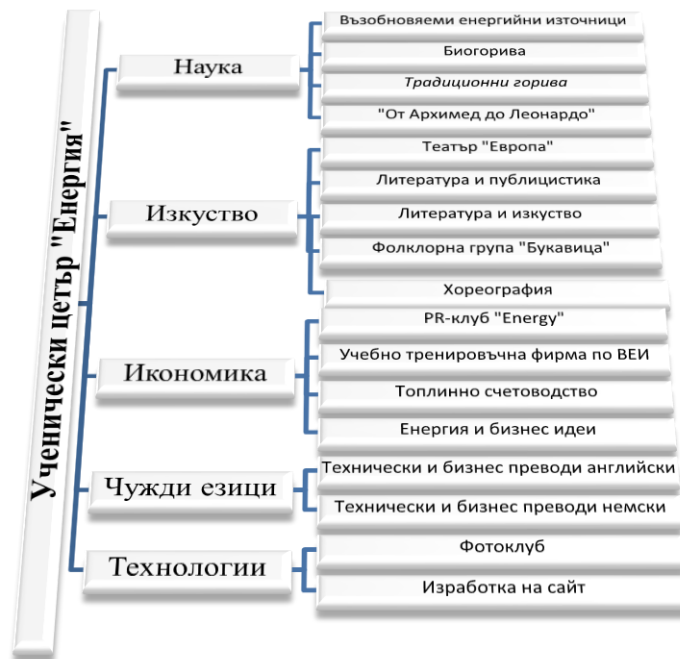 Ученически цетър "Енергия"
Наука
Възобновяеми енергийни източници
Биогорива
Традиционни горива
"От Архимед до Леонардо"
Изкуство
Театър "Европа"
Литература и публицистика
Литература и изкуство
Фолклорна група "Букавица"
Хореография
Икономика
PR-клуб "Energy"
Учебно тренировъчна фирма по ВЕИ
Топлинно счетоводство
Енергия и бизнес идеи
Чужди езици
Технически и бизнес преводи английски
Технически и бизнес преводи немски
Технологии
Фотоклуб
Изработка на сайт